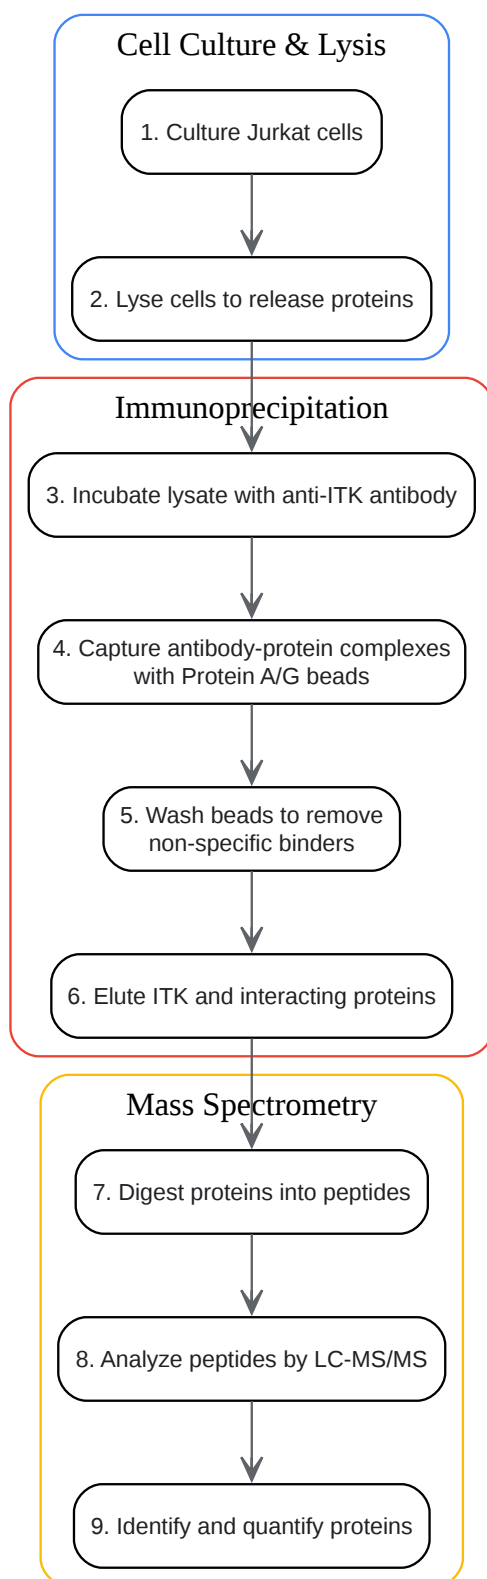 Cell Culture & Lysis
1. Culture Jurkat cells
2. Lyse cells to release proteins
Immunoprecipitation
3. Incubate lysate with anti-ITK antibody
4. Capture antibody-protein complexes
with Protein A/G beads
5. Wash beads to remove
non-specific binders
6. Elute ITK and interacting proteins
Mass Spectrometry
7. Digest proteins into peptides
8. Analyze peptides by LC-MS/MS
9. Identify and quantify proteins